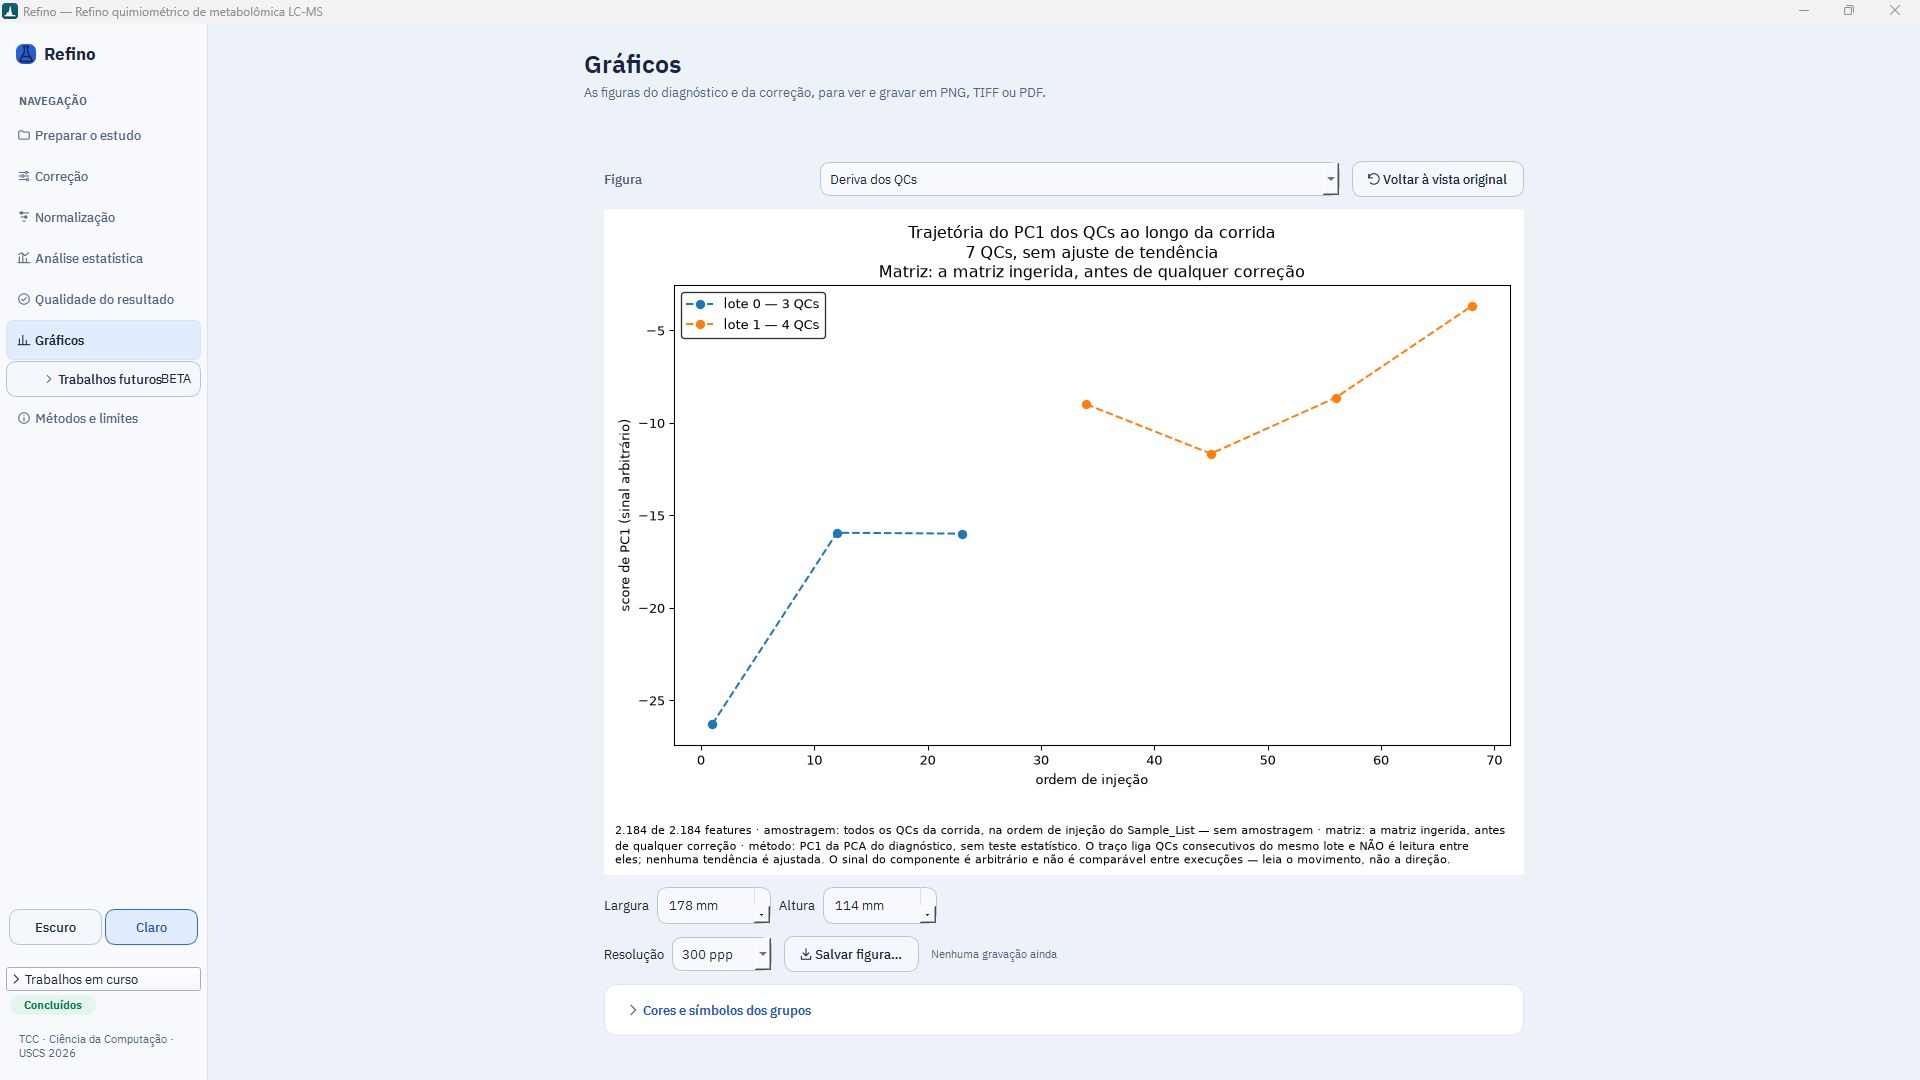 Refino — Refino quimiométrico de metabolômica LC-MS
Refino
NAVEGAÇÃO
Preparar o estudo
Correção
Normalização
Análise estatística
Qualidade do resultado
Gráficos
Trabalhos futuros BETA
Métodos e limites
Escuro
Claro
Trabalhos em curso
Concluídos
TCC · Ciência da Computação ·
USCS 2026
Gráficos
As figuras do diagnóstico e da correção, para ver e gravar em PNG, TIFF ou PDF.
Figura
Deriva dos QCs
Voltar à vista original
Trajetória do PC1 dos QCs ao longo da corrida
7 QCs, sem ajuste de tendência
Matriz: a matriz ingerida, antes de qualquer correção
lote 0 — 3 QCs
lote 1 — 4 QCs
score de PC1 (sinal arbitrário)
−5
−10
−15
−20
−25
0 10 20 30 40 50 60 70
ordem de injeção
2.184 de 2.184 features · amostragem: todos os QCs da corrida, na ordem de injeção do Sample_List — sem amostragem · matriz: a matriz ingerida, antes
de qualquer correção · método: PC1 da PCA do diagnóstico, sem teste estatístico. O traço liga QCs consecutivos do mesmo lote e NÃO é leitura entre
eles; nenhuma tendência é ajustada. O sinal do componente é arbitrário e não é comparável entre execuções — leia o movimento, não a direção.
Largura
178 mm
Altura
114 mm
Resolução
300 ppp
Salvar figura...
Nenhuma gravação ainda
Cores e símbolos dos grupos